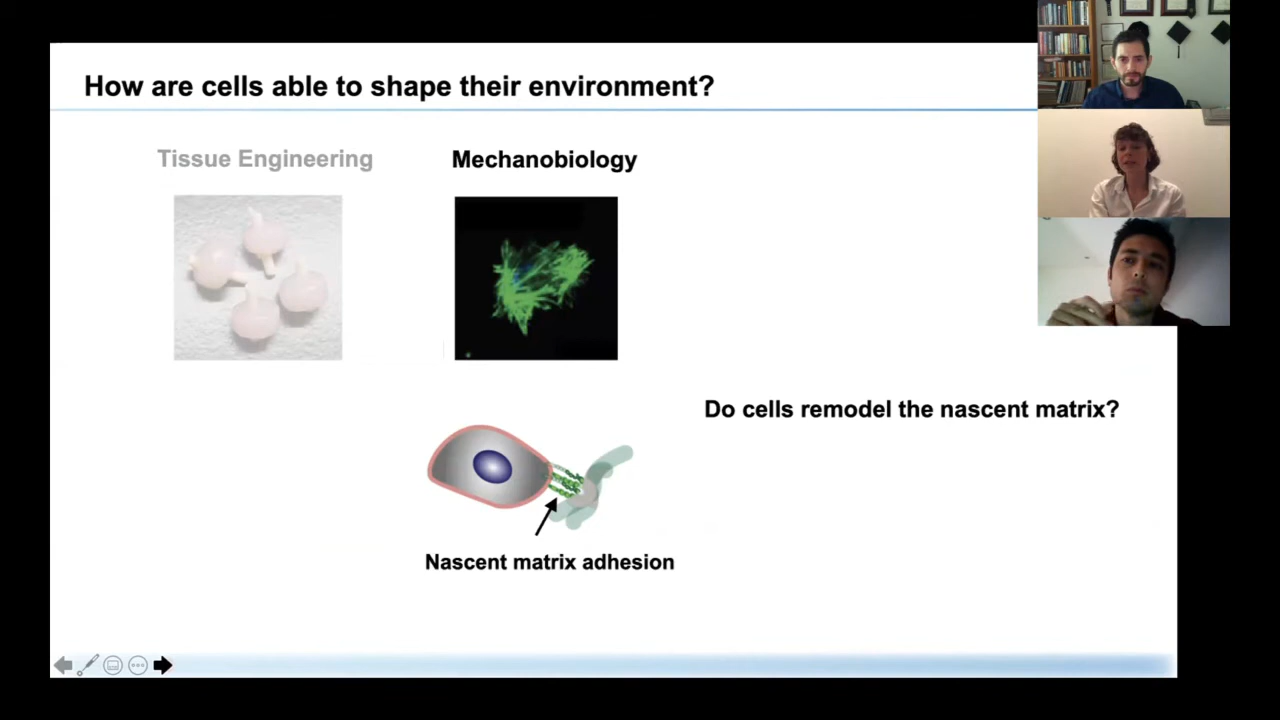 How are cells able to shape their environment?
Tissue Engineering
Mechanobiology
Do cells remodel the nascent matrix?
Nascent matrix adhesion